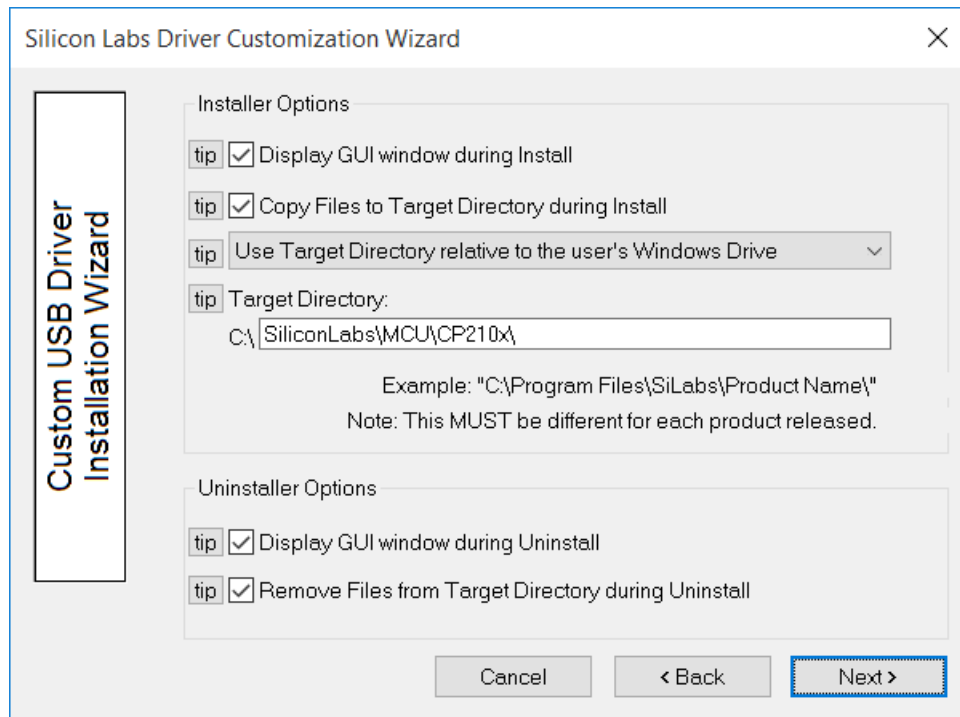 Silicon Labs Driver Customization Wizard
Custom USB Driver
Installation Wizard
Installer Options
tip Display GUI window during Install
tip Copy Files to Target Directory during Install
tip Use Target Directory relative to the user's Windows Drive
tip Target Directory:
C:\ SiliconLabs\MCU\CP210x\
Example: "C:\Program Files\SiLabs\Product Name\"
Note: This MUST be different for each product released.
Uninstaller Options
tip Display GUI window during Uninstall
tip Remove Files from Target Directory during Uninstall
Cancel < Back Next >